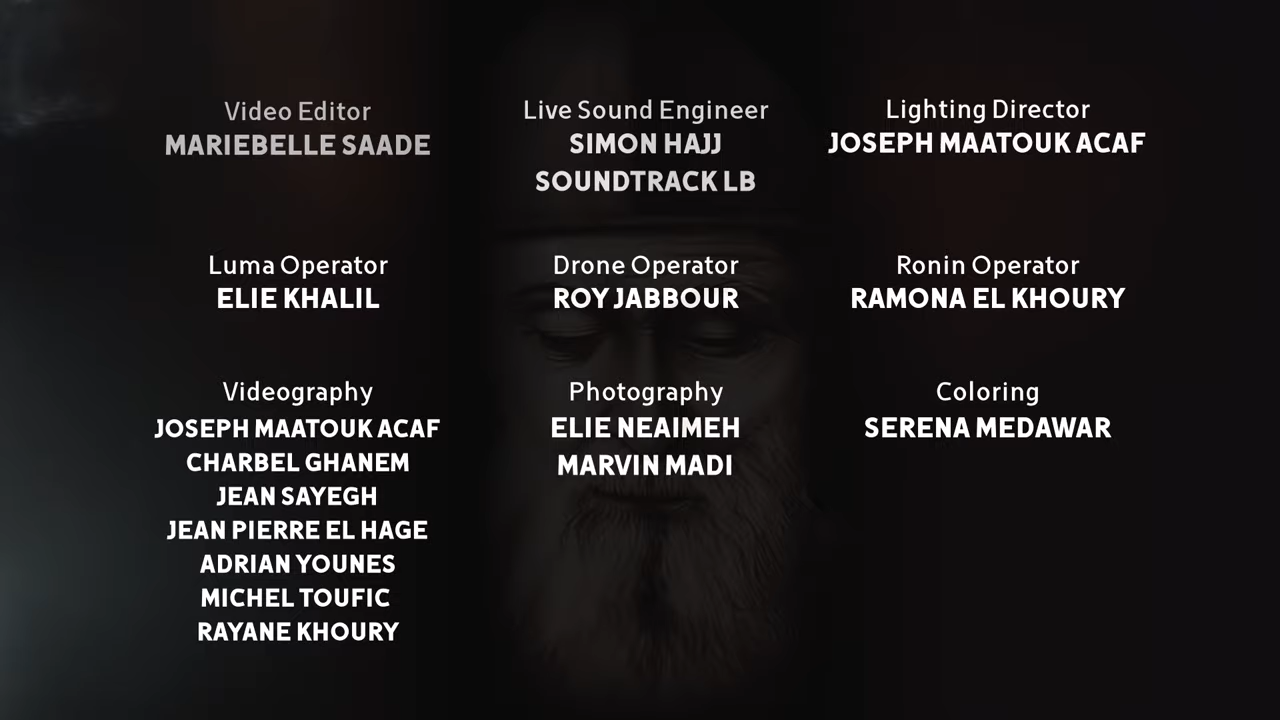 Video Editor
MARIEBELLE SAADE
Live Sound Engineer
SIMON HAJJ
SOUNDTRACK LB
Lighting Director
JOSEPH MAATOUK ACAF
Luma Operator
ELIE KHALIL
Drone Operator
ROY JABBOUR
Ronin Operator
RAMONA EL KHOURY
Videography
JOSEPH MAATOUK ACAF
CHARBEL GHANEM
JEAN SAYEGH
JEAN PIERRE EL HAGE
ADRIAN YOUNES
MICHEL TOUFIC
RAYANE KHOURY
Photography
ELIE NEAIMEH
MARVIN MADI
Coloring
SERENA MEDAWAR